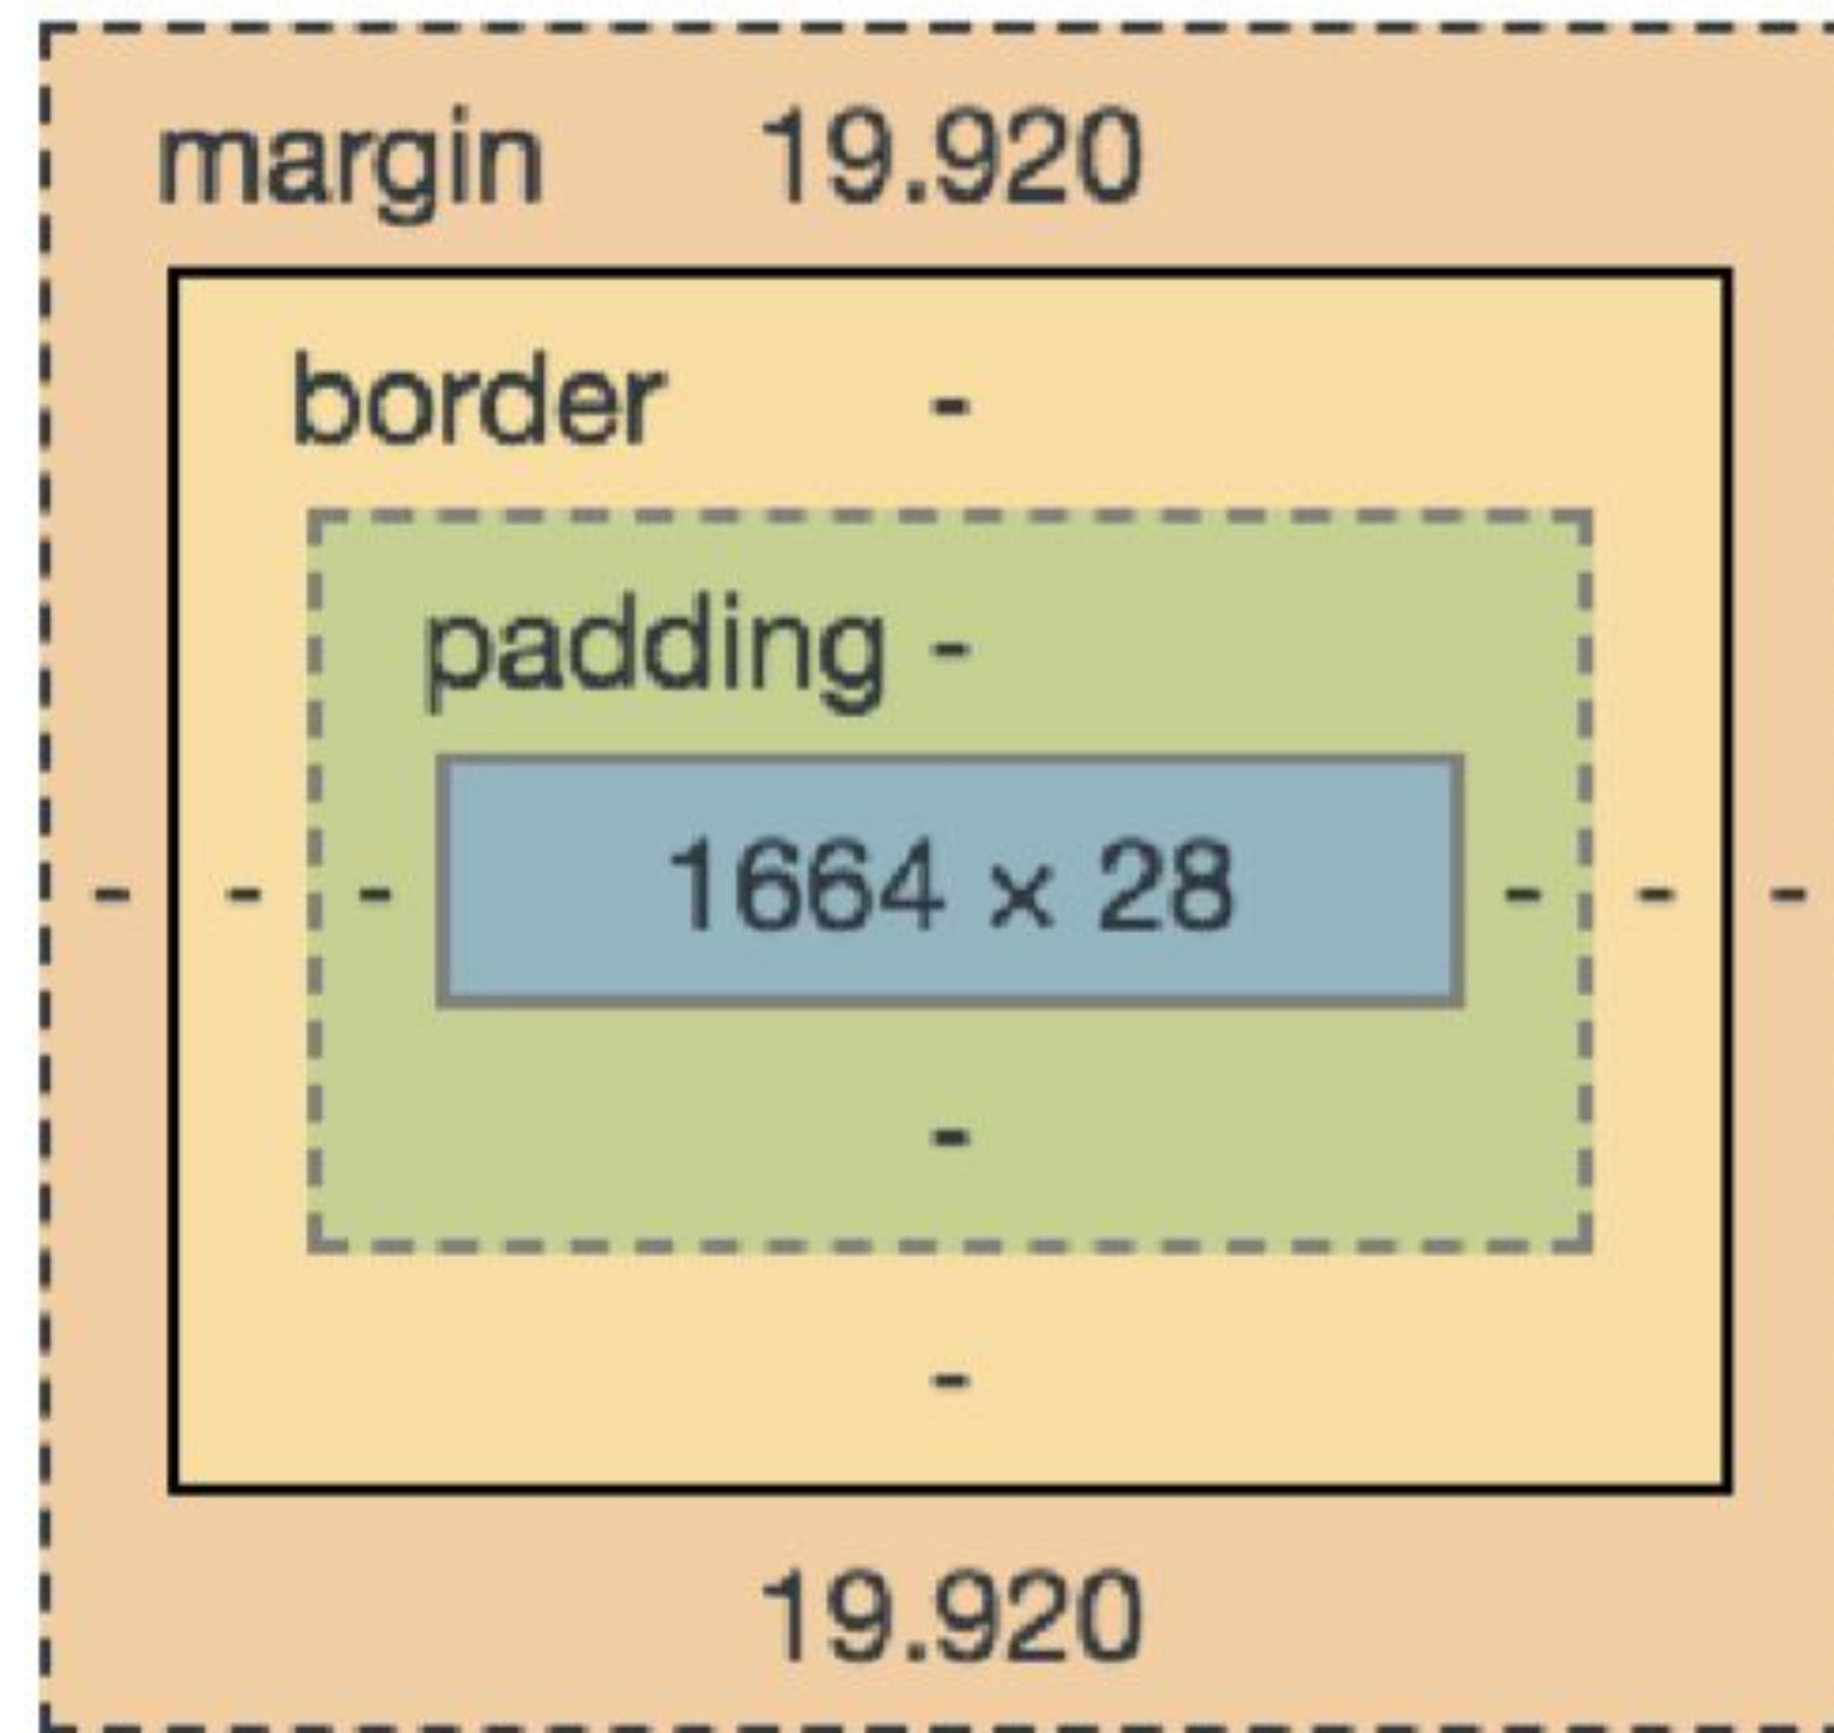 margin 19.920
border -
padding -
- - - 1664 × 28 - - -
-
-
19.920